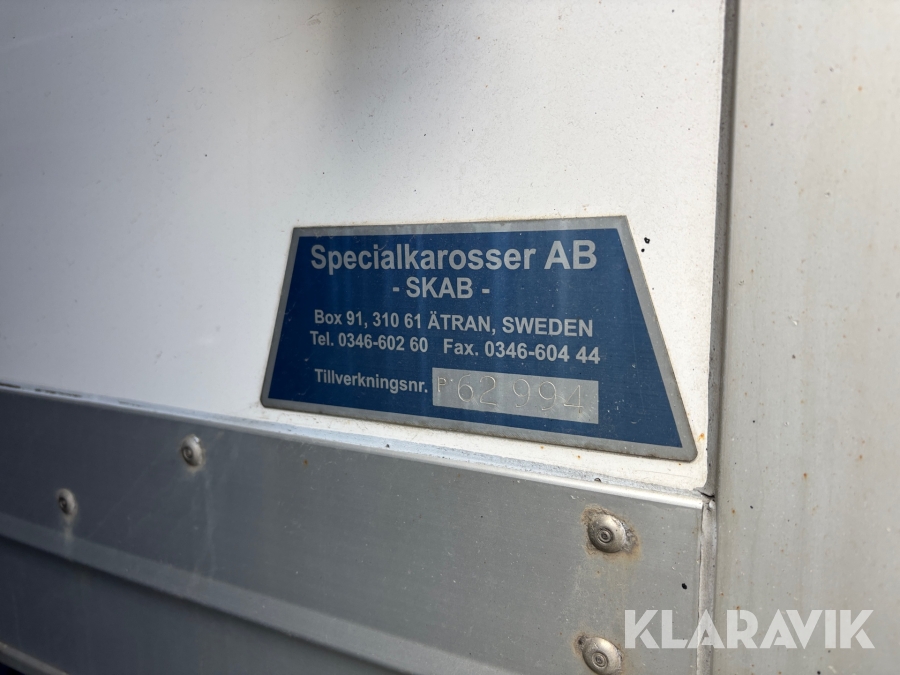 Specialkarosser AB
- SKAB -
Box 91, 310 61 ÄTRAN, SWEDEN
Tel. 0346-602 60 Fax. 0346-604 44
Tillverkningsnr. P 62 994
KLARAVIK